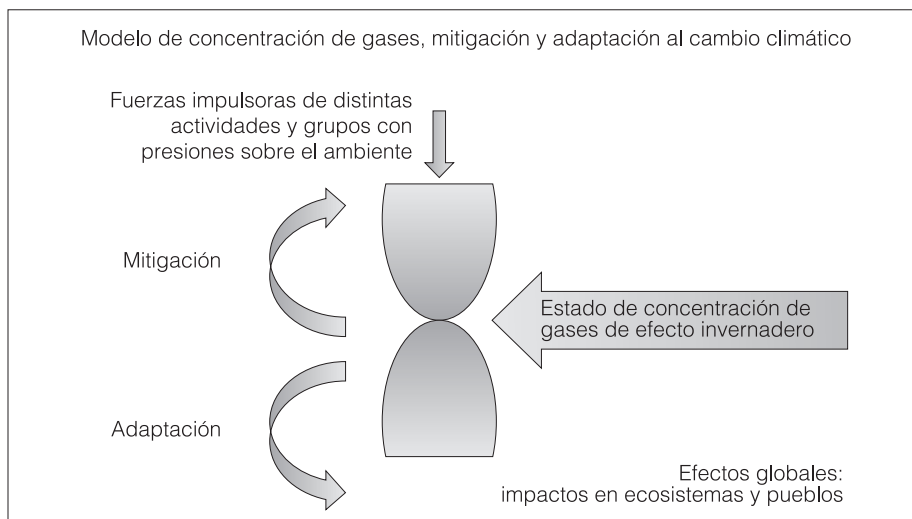 Modelo de concentración de gases, mitigación y adaptación al cambio climático
Fuerzas impulsoras de distintas
actividades y grupos con
presiones sobre el ambiente
Mitigación
Estado de concentración de
gases de efecto invernadero
Adaptación
Efectos globales:
impactos en ecosistemas y pueblos